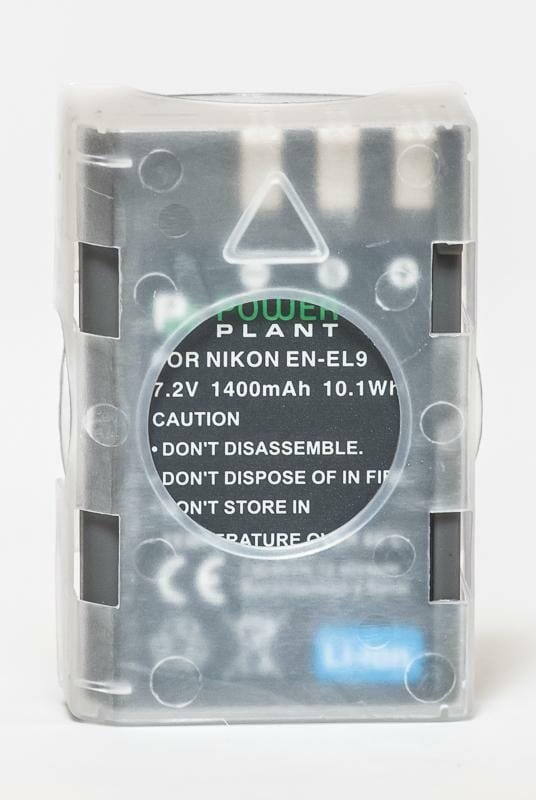 POWER
PLANT
OR NIKON EN-EL9
7.2V 1400mAh 10.1Wh
CAUTION
• DON'T DISASSEMBLE.
DON'T DISPOSE OF IN FI
ON'T STORE IN
ERATURE O
CE
Li-ion